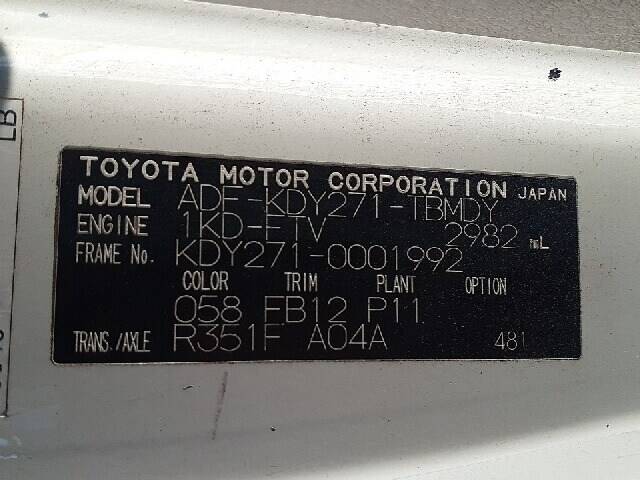 TOYOTA MOTOR CORPORATION JAPAN
MODEL ADF-KDY271-TBMDY
ENGINE 1KD-FTV 2982 mL
FRAME No. KDY271-0001992
COLOR TRIM PLANT OPTION
058 FB12 P11
TRANS./AXLE R351F A04A 481
LB